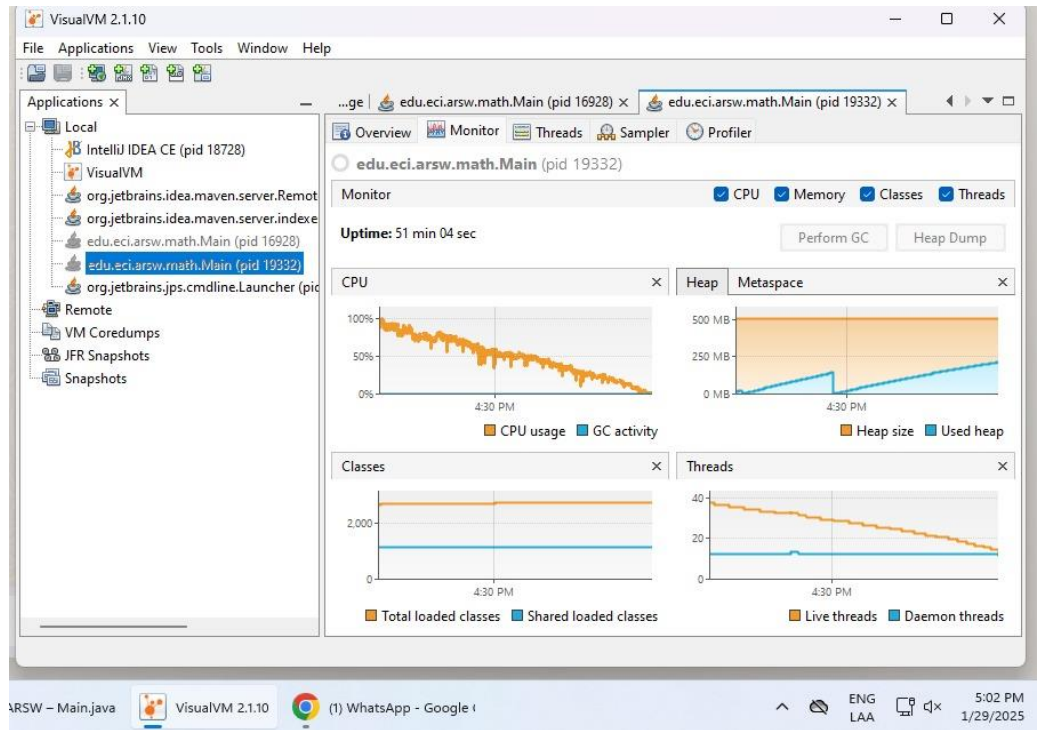 VisualVM 2.1.10
File Applications View Tools Window Help
Applications
Local
IntelliJ IDEA CE (pid 18728)
VisualVM
org.jetbrains.idea.maven.server.Remot
org.jetbrains.idea.maven.server.indexe
edu.eci.arsw.math.Main (pid 16928)
edu.eci.arsw.math.Main (pid 19332)
org.jetbrains.jps.cmdline.Launcher (pic
Remote
VM Coredumps
JFR Snapshots
Snapshots
...ge edu.eci.arsw.math.Main (pid 16928) edu.eci.arsw.math.Main (pid 19332)
Overview Monitor Threads Sampler Profiler
edu.eci.arsw.math.Main (pid 19332)
Monitor CPU Memory Classes Threads
Uptime: 51 min 04 sec Perform GC Heap Dump
CPU
100%
50%
0%
4:30 PM
CPU usage GC activity
Heap Metaspace
500 MB
250 MB
0 MB
4:30 PM
Heap size Used heap
Classes
2,000
0
4:30 PM
Total loaded classes Shared loaded classes
Threads
40
20
0
4:30 PM
Live threads Daemon threads
ARSW – Main.java VisualVM 2.1.10 (1) WhatsApp - Google ENG 5:02 PM
LAA 1/29/2025